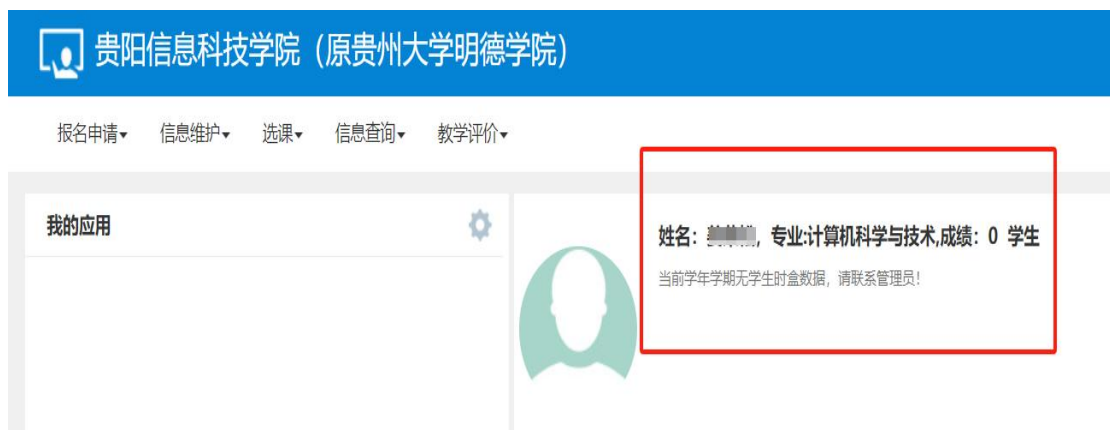 贵阳信息科技学院（原贵州大学明德学院）
报名申请▾ 信息维护▾ 选课▾ 信息查询▾ 教学评价▾
我的应用
姓名： ，专业:计算机科学与技术,成绩：0 学生
当前学年学期无学生时盒数据，请联系管理员！